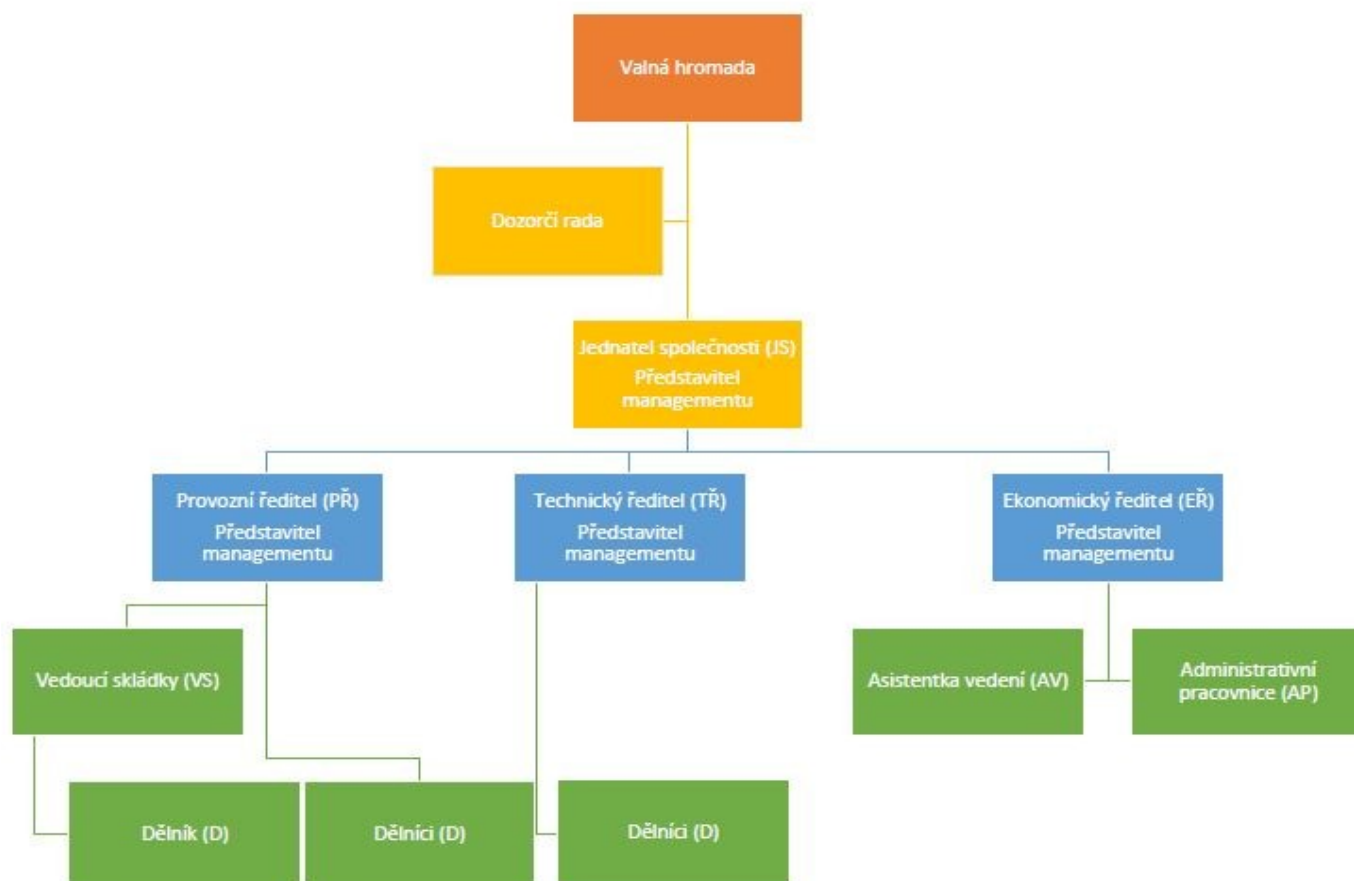 Valná hromada
Dozorčí rada
Jednatel společnosti (JS)
Představitel
managementu
Provozní ředitel (PŘ)
Představitel
managementu
Technický ředitel (TŘ)
Představitel
managementu
Ekonomický ředitel (EŘ)
Představitel
managementu
Vedoucí skládky (VS)
Asistentka vedení (AV)
Administrativní
pracovnice (AP)
Dělník (D)
Dělníci (D)
Dělníci (D)